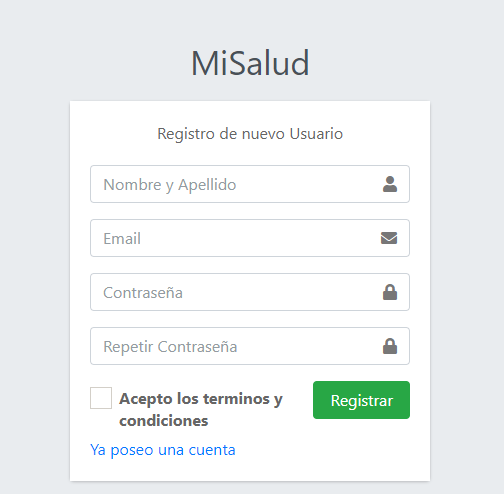 MiSalud
Registro de nuevo Usuario
Nombre y Apellido
Email
Contraseña
Repetir Contraseña
Acepto los terminos y
condiciones
Registrar
Ya poseo una cuenta